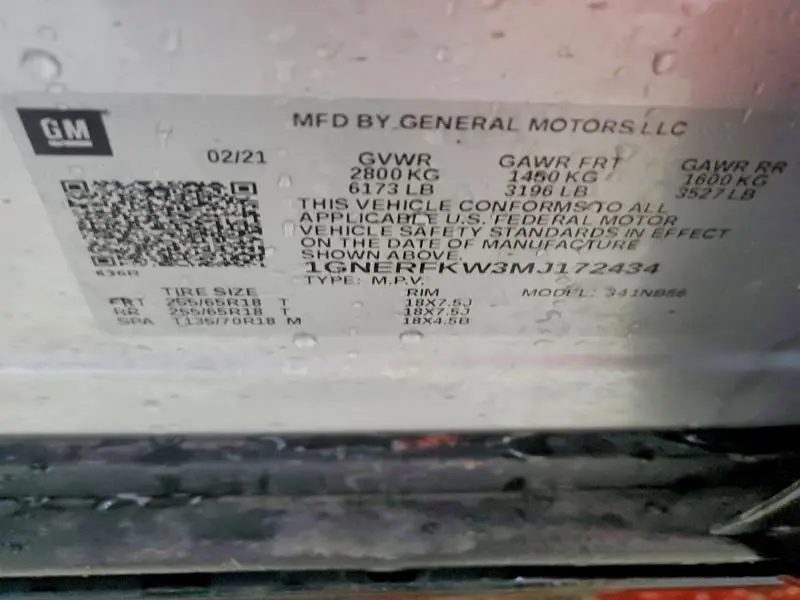 GM
MFD BY GENERAL MOTORS LLC
02/21
GVWR GAWR FRT GAWR RR
2800 KG 1450 KG 1600 KG
6173 LB 3196 LB 3527 LB
THIS VEHICLE CONFORMS TO ALL
APPLICABLE U.S. FEDERAL MOTOR
VEHICLE SAFETY STANDARDS IN EFFECT
ON THE DATE OF MANUFACTURE
SHOWN ABOVE.
1GNERFKW3MJ172434
636R
TYPE: M.P.V.
TIRE SIZE RIM MODEL: 341NB56
FRT 255/65R18 T 18X7.5J
RR 255/65R18 T 18X7.5J
SPA T135/70R18 M 18X4.5B